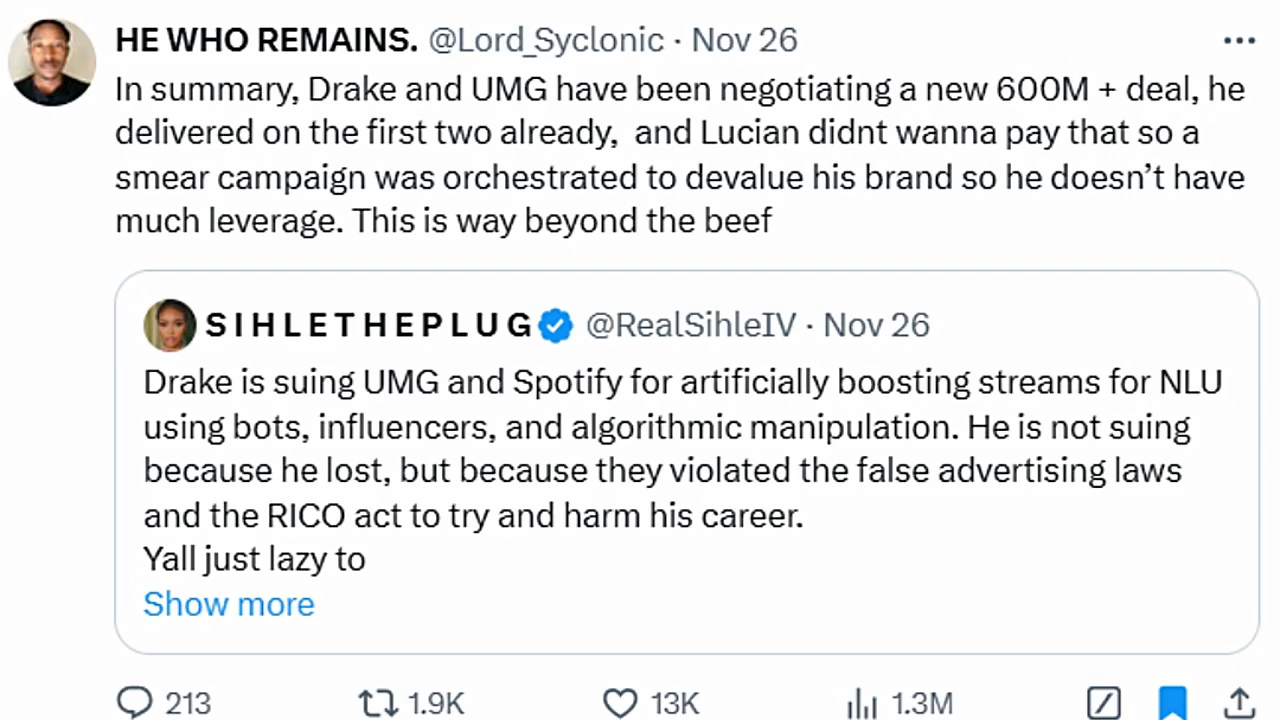 HE WHO REMAINS. @Lord_Syclonic · Nov 26
In summary, Drake and UMG have been negotiating a new 600M + deal, he
delivered on the first two already,  and Lucian didnt wanna pay that so a
smear campaign was orchestrated to devalue his brand so he doesn’t have
much leverage. This is way beyond the beef
S I H L E T H E P L U G @RealSihleIV · Nov 26
Drake is suing UMG and Spotify for artificially boosting streams for NLU
using bots, influencers, and algorithmic manipulation. He is not suing
because he lost, but because they violated the false advertising laws
and the RICO act to try and harm his career.
Yall just lazy to
Show more
213 1.9K 13K 1.3M